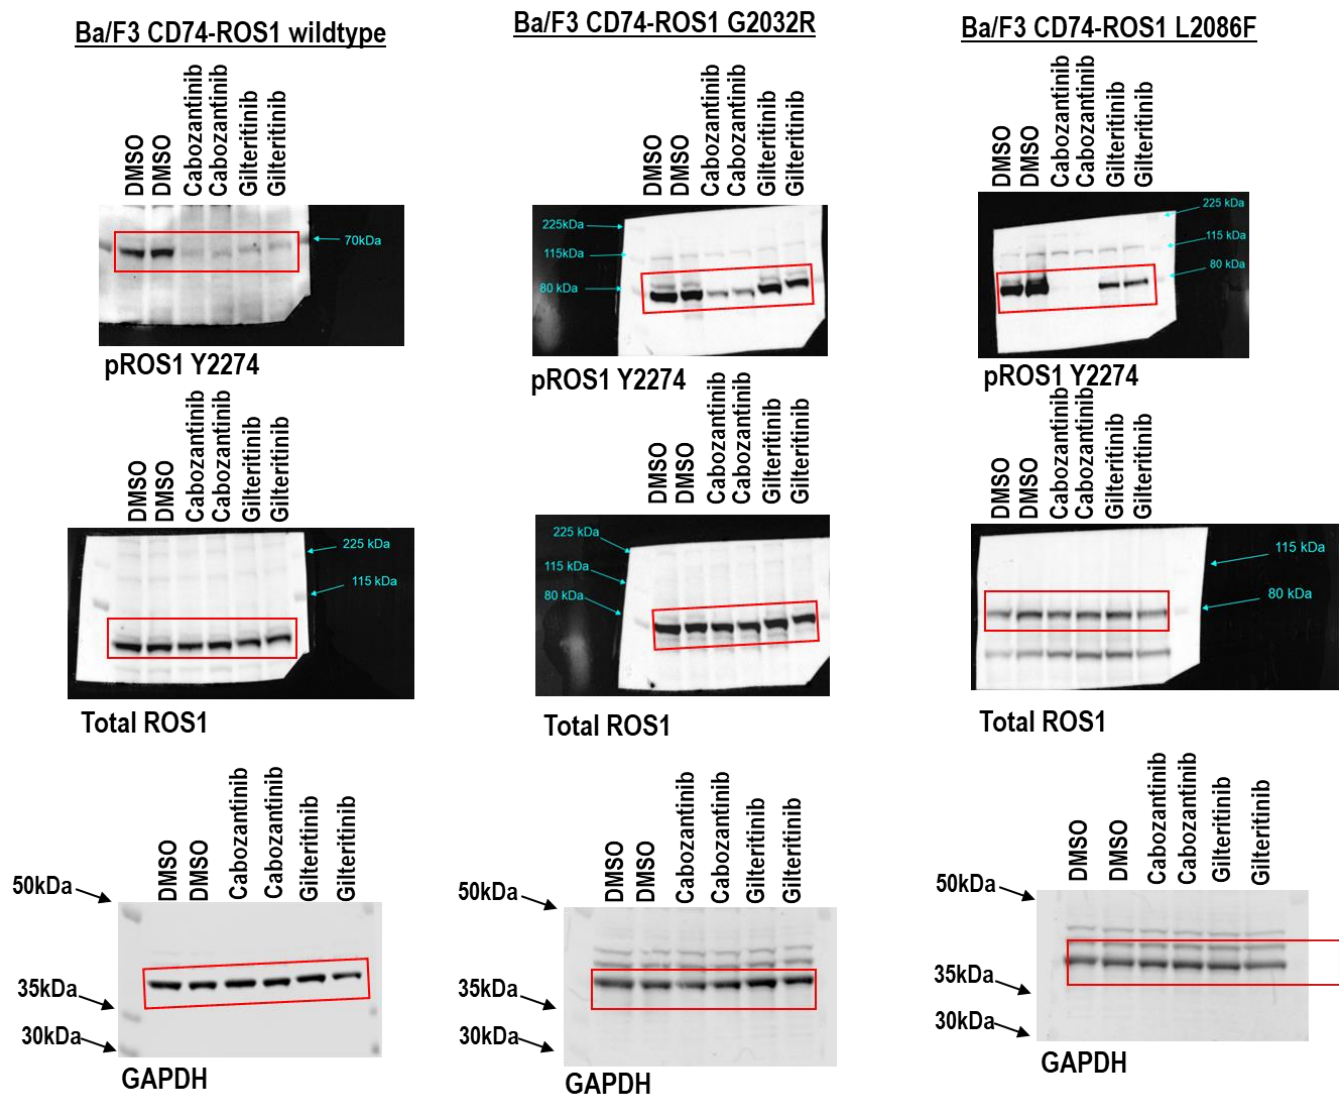 Ba/F3 CD74-ROS1 wildtype
DMSO
DMSO
Cabozantinib
Cabozantinib
Gilteritinib
Gilteritinib
70kDa
pROS1 Y2274
DMSO
DMSO
Cabozantinib
Cabozantinib
Gilteritinib
Gilteritinib
225 kDa
115 kDa
Total ROS1
DMSO
DMSO
Cabozantinib
Cabozantinib
Gilteritinib
Gilteritinib
50kDa
35kDa
30kDa
GAPDH
Ba/F3 CD74-ROS1 G2032R
DMSO
DMSO
Cabozantinib
Cabozantinib
Gilteritinib
Gilteritinib
225kDa
115kDa
80 kDa
pROS1 Y2274
DMSO
DMSO
Cabozantinib
Cabozantinib
Gilteritinib
Gilteritinib
225 kDa
115 kDa
80 kDa
Total ROS1
DMSO
DMSO
Cabozantinib
Cabozantinib
Gilteritinib
Gilteritinib
50kDa
35kDa
30kDa
GAPDH
Ba/F3 CD74-ROS1 L2086F
DMSO
DMSO
Cabozantinib
Cabozantinib
Gilteritinib
Gilteritinib
225 kDa
115 kDa
80 kDa
pROS1 Y2274
DMSO
DMSO
Cabozantinib
Cabozantinib
Gilteritinib
Gilteritinib
115 kDa
80 kDa
Total ROS1
DMSO
DMSO
Cabozantinib
Cabozantinib
Gilteritinib
Gilteritinib
50kDa
35kDa
30kDa
GAPDH